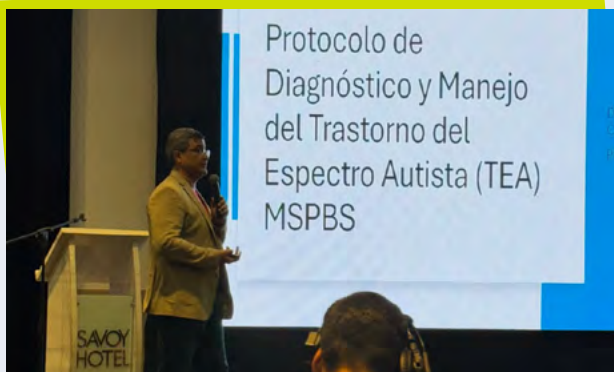 Protocolo de
Diagnóstico y Manejo
del Trastorno del
Espectro Autista (TEA)
MSPBS
SAVOY
HOTEL